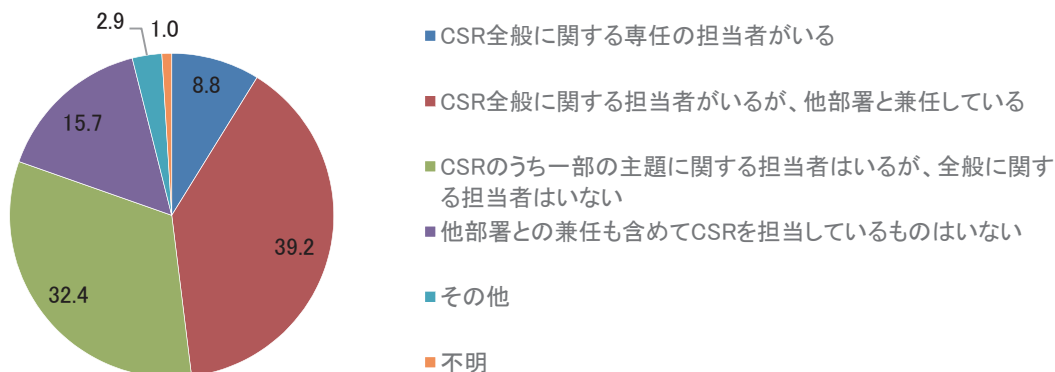 2.9
1.0
8.8
15.7
39.2
32.4
CSR全般に関する専任の担当者がいる
CSR全般に関する担当者がいるが、他部署と兼任している
CSRのうち一部の主題に関する担当者はいるが、全般に関す
る担当者はいない
他部署との兼任も含めてCSRを担当しているものはいない
その他
不明